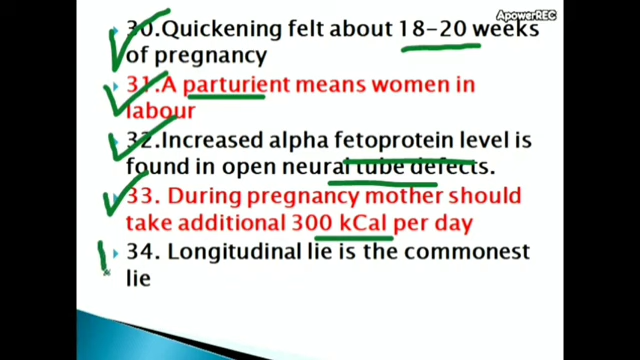 ApowerREC
30.Quickening felt about 18-20 weeks
of pregnancy
31.A parturient means women in
labour
32.Increased alpha fetoprotein level is
found in open neural tube defects.
33. During pregnancy mother should
take additional 300 kCal per day
34. Longitudinal lie is the commonest
lie